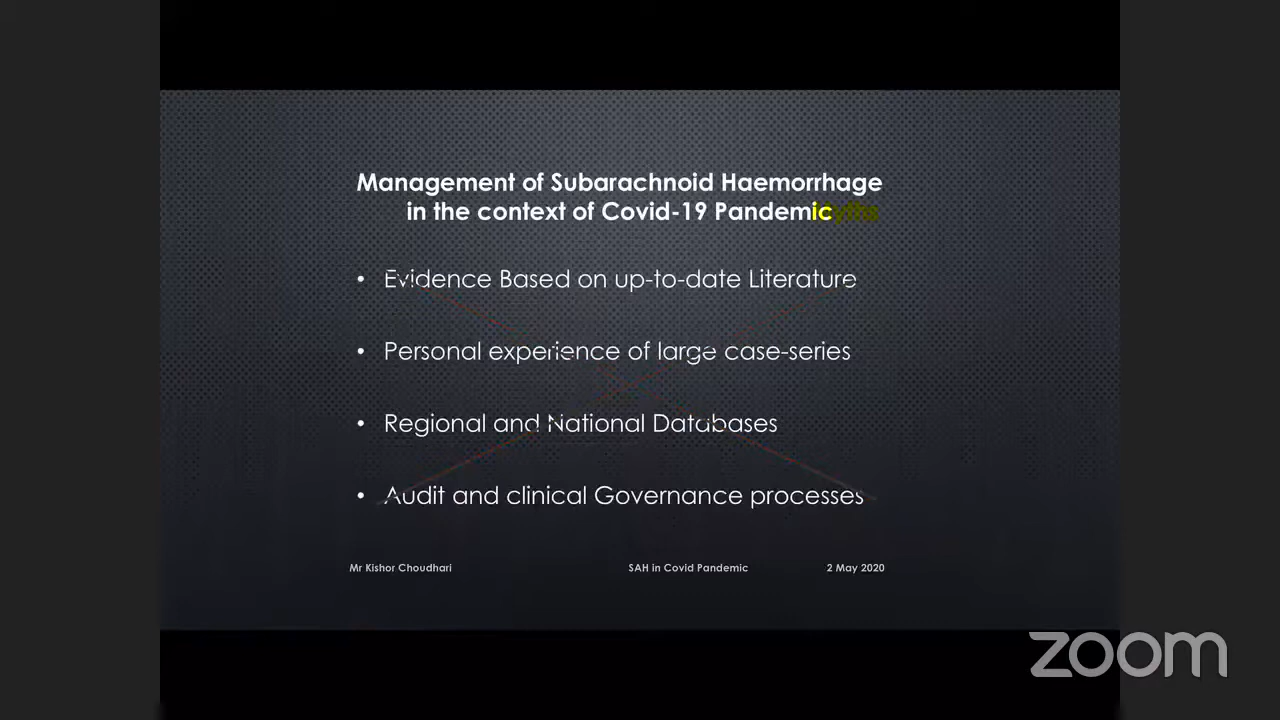 Management of Subarachnoid Haemorrhage
in the context of Covid-19 Pandemic
• Evidence Based on up-to-date Literature
• Personal experience of large case-series
• Regional and National Databases
• Audit and clinical Governance processes
Mr Kishor Choudhari SAH in Covid Pandemic 2 May 2020
zoom